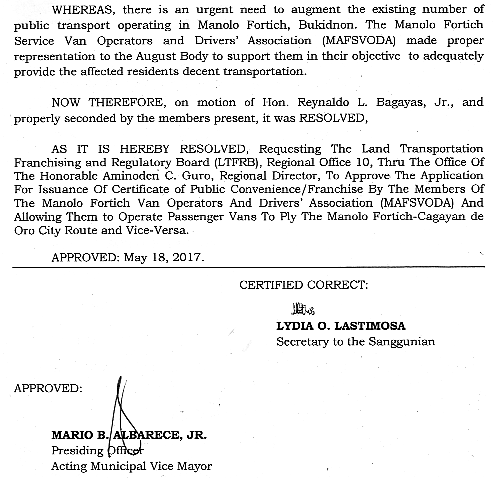 WHEREAS, there is an urgent need to augment the existing number of
public transport operating in Manolo Fortich, Bukidnon. The Manolo Fortich
Service Van Operators and Drivers' Association (MAFSVODA) made proper
representation to the August Body to support them in their objective to adequately
provide the affected residents decent transportation.
NOW THEREFORE, on motion of Hon. Reynaldo L. Bagayas, Jr., and
properly seconded by the members present, it was RESOLVED,
AS IT IS HEREBY RESOLVED, Requesting The Land Transportation
Franchising and Regulatory Board (LTFRB), Regional Office 10, Thru The Office Of
The Honorable Aminoden C. Guro, Regional Director, To Approve The Application
For Issuance Of Certificate of Public Convenience/Franchise By The Members Of
The Manolo Fortich Van Operators And Drivers' Association (MAFSVODA) And
Allowing Them to Operate Passenger Vans To Ply The Manolo Fortich-Cagayan de
Oro City Route and Vice-Versa.
APPROVED: May 18, 2017.
CERTIFIED CORRECT:
LYDIA O. LASTIMOSA
Secretary to the Sanggunian
APPROVED:
MARIO B. ALBARECE, JR.
Presiding Officer
Acting Municipal Vice Mayor